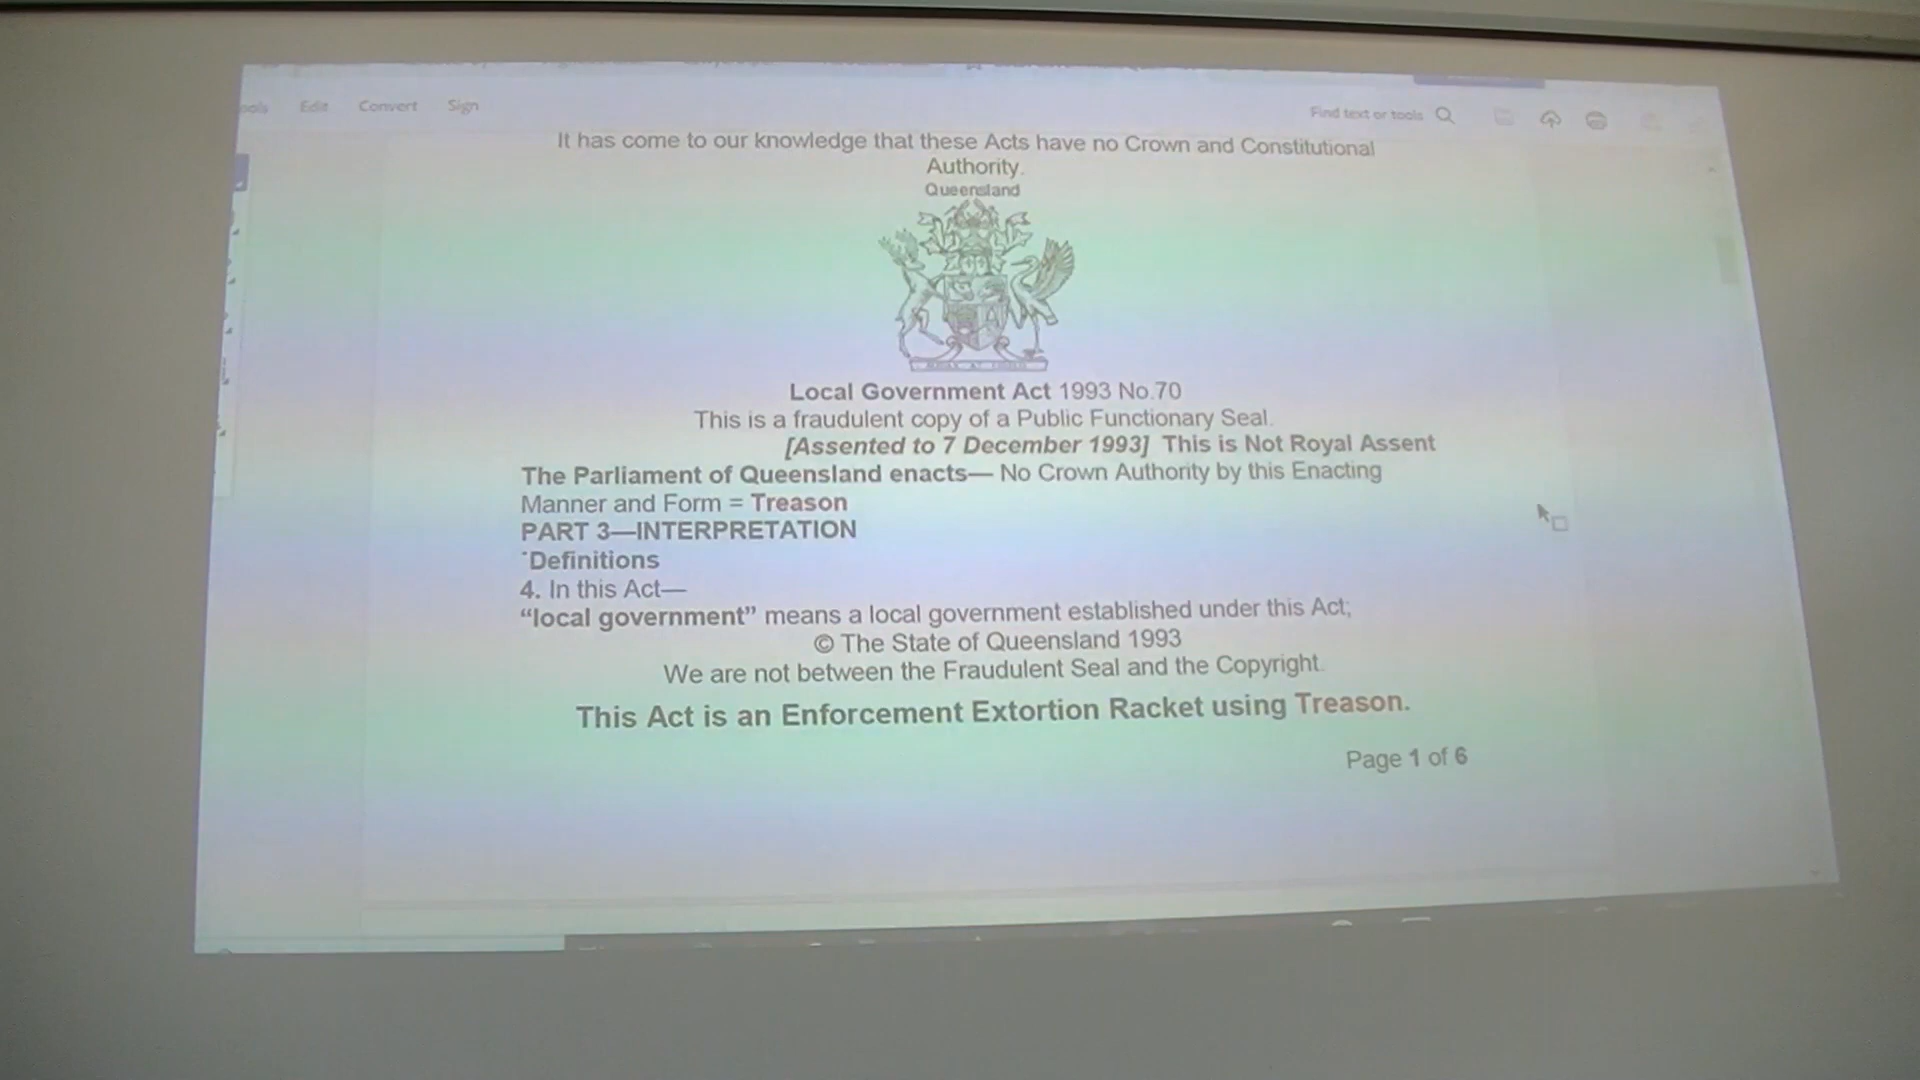 Edit Convert Sign
Find text or tools
It has come to our knowledge that these Acts have no Crown and Constitutional
Authority.
Queensland
Local Government Act 1993 No.70
This is a fraudulent copy of a Public Functionary Seal.
[Assented to 7 December 1993] This is Not Royal Assent
The Parliament of Queensland enacts— No Crown Authority by this Enacting
Manner and Form = Treason
PART 3—INTERPRETATION
˙Definitions
4. In this Act—
“local government” means a local government established under this Act;
© The State of Queensland 1993
We are not between the Fraudulent Seal and the Copyright.
This Act is an Enforcement Extortion Racket using Treason.
Page 1 of 6